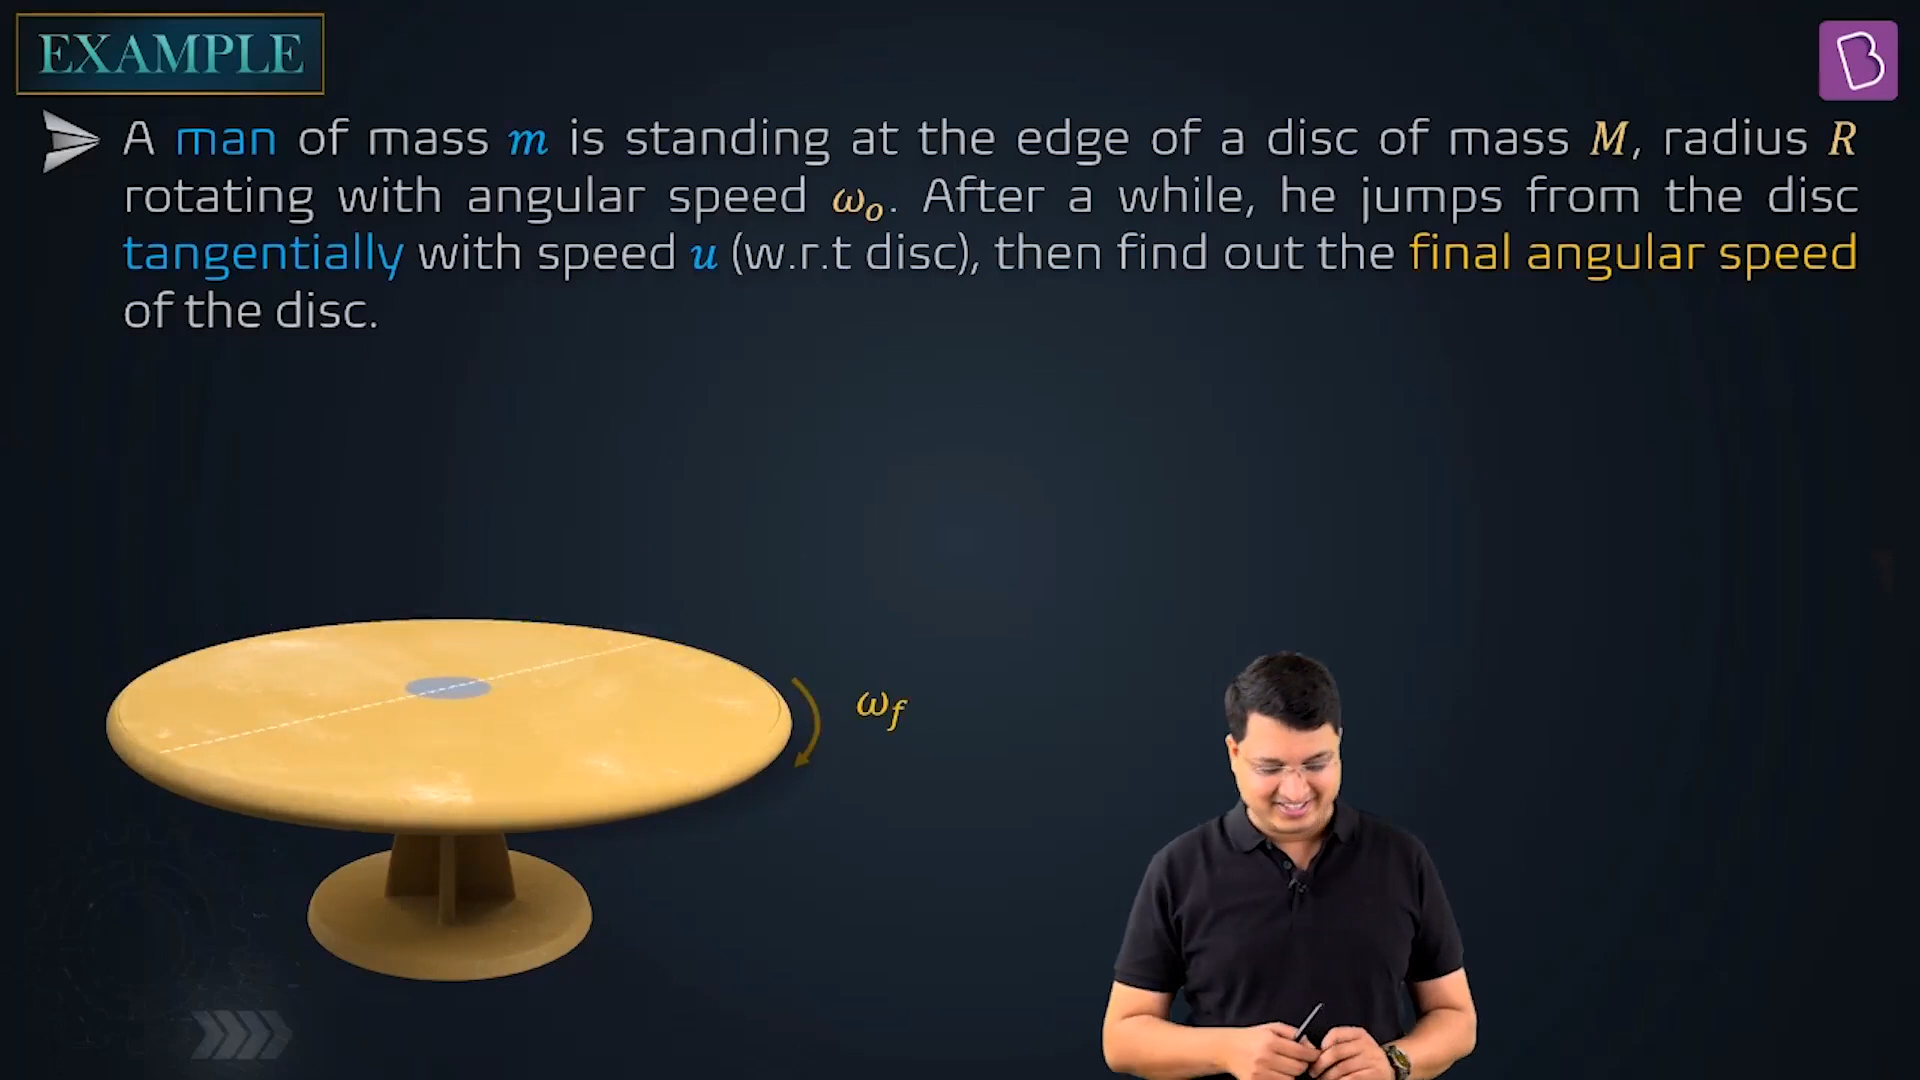 EXAMPLE
A man of mass m is standing at the edge of a disc of mass M, radius R
rotating with angular speed ω₀. After a while, he jumps from the disc
tangentially with speed u (w.r.t disc), then find out the final angular speed
of the disc.
ω_f